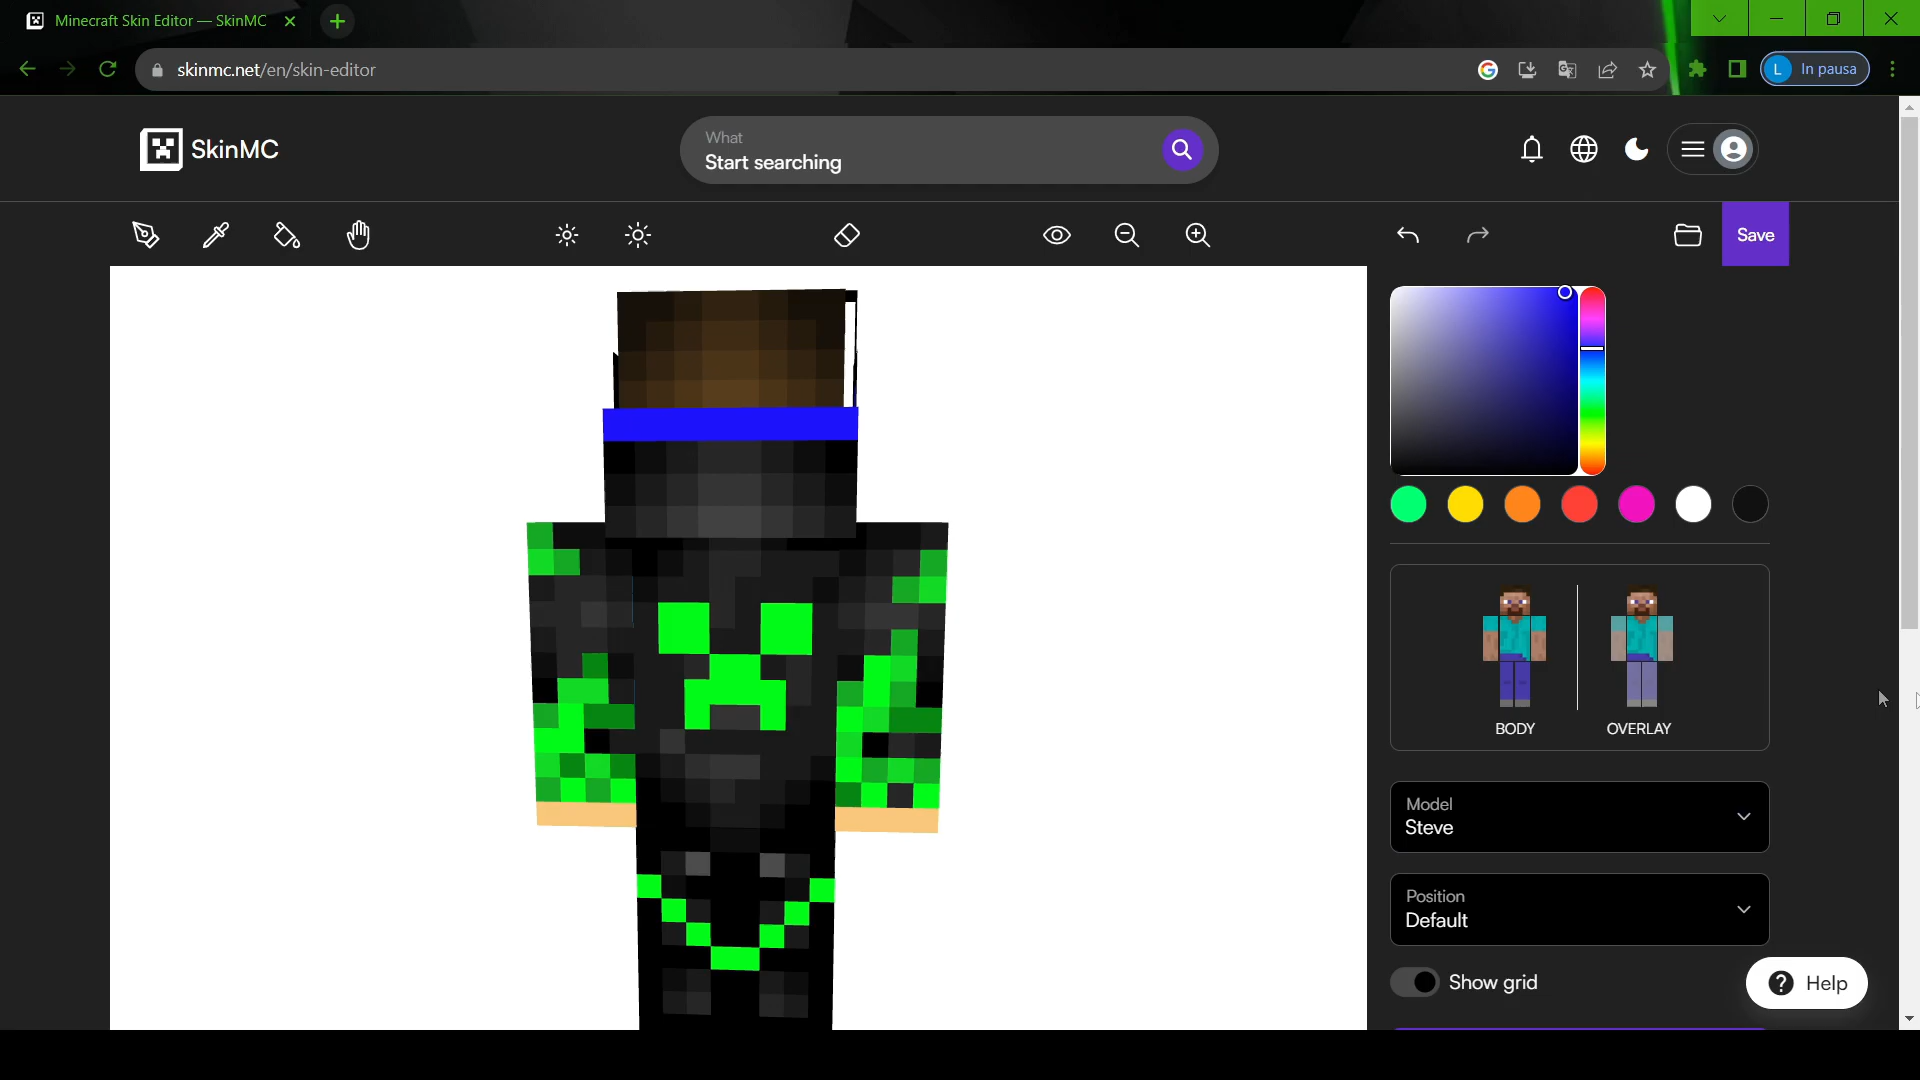 Minecraft Skin Editor — SkinMC
skinmc.net/en/skin-editor
L
In pausa
SkinMC
What
Start searching
Save
BODY
OVERLAY
Model
Steve
Position
Default
Show grid
Help